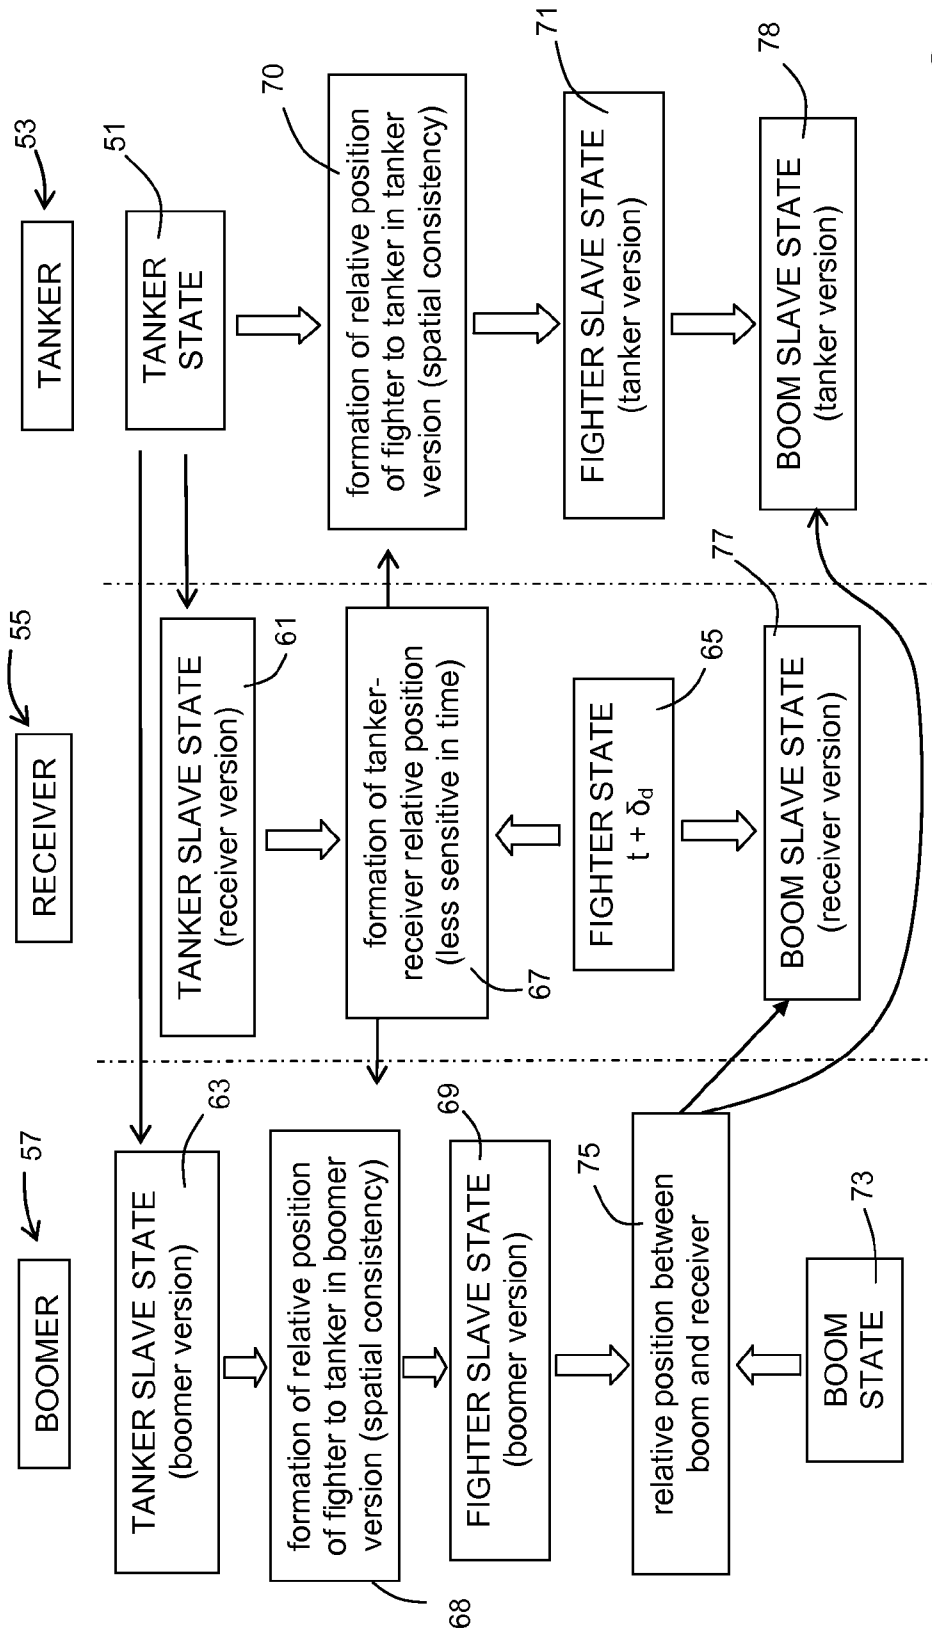 57
BOOMER
TANKER SLAVE STATE
(boomer version)
63
formation of relative position
of fighter to tanker in boomer
version (spatial consistency)
68
FIGHTER SLAVE STATE
(boomer version)
69
75
relative position between
boom and receiver
BOOM
STATE
73
55
RECEIVER
TANKER SLAVE STATE
(receiver version)
61
formation of tanker-
receiver relative position
(less sensitive in time)
67
FIGHTER STATE
t + δd
65
77
BOOM SLAVE STATE
(receiver version)
53
TANKER
51
TANKER
STATE
70
formation of relative position
of fighter to tanker in tanker
version (spatial consistency)
71
FIGHTER SLAVE STATE
(tanker version)
78
BOOM SLAVE STATE
(tanker version)